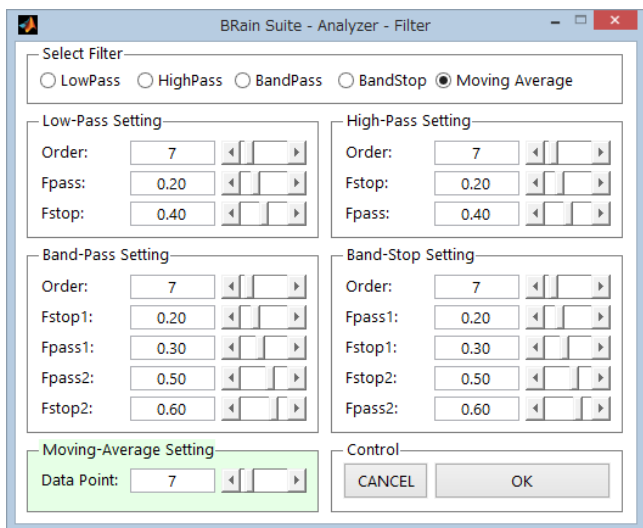 BRain Suite - Analyzer - Filter
Select Filter
LowPass HighPass BandPass BandStop Moving Average
Low-Pass Setting
Order: 7
Fpass: 0.20
Fstop: 0.40
High-Pass Setting
Order: 7
Fstop: 0.20
Fpass: 0.40
Band-Pass Setting
Order: 7
Fstop1: 0.20
Fpass1: 0.30
Fpass2: 0.50
Fstop2: 0.60
Band-Stop Setting
Order: 7
Fpass1: 0.20
Fstop1: 0.30
Fstop2: 0.50
Fpass2: 0.60
Moving-Average Setting
Data Point: 7
Control
CANCEL OK